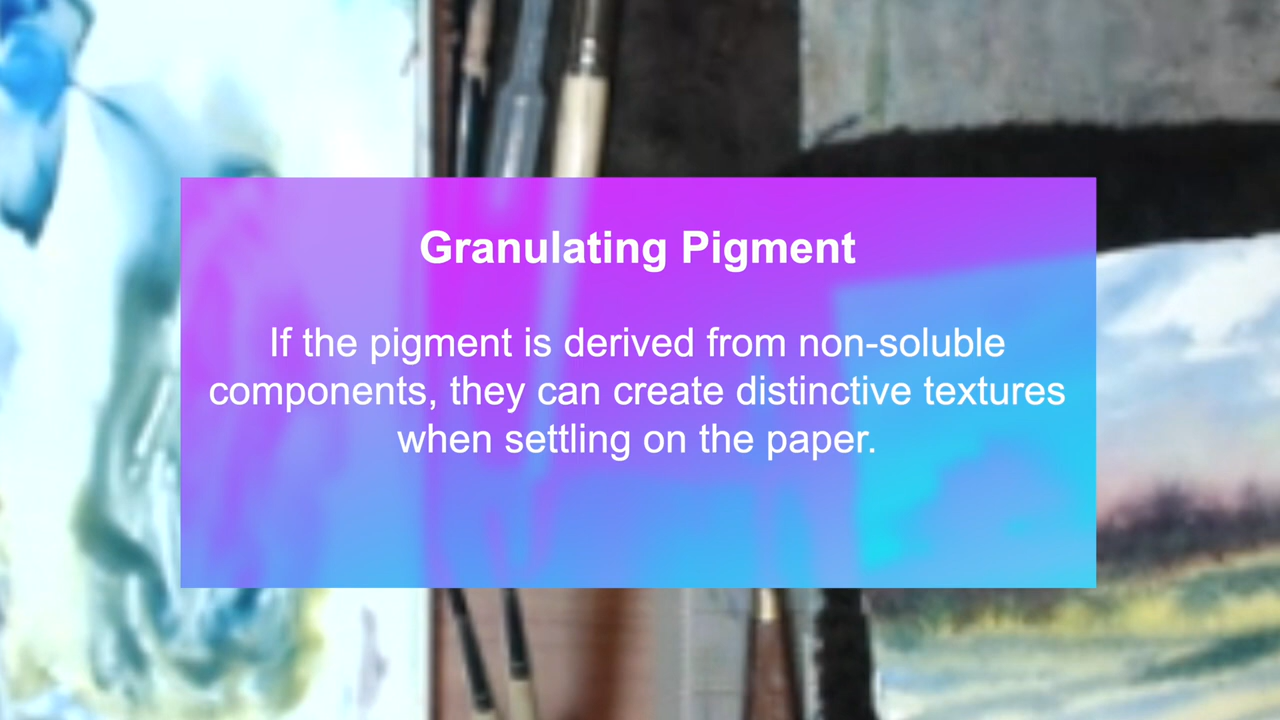 Granulating Pigment
If the pigment is derived from non-soluble
components, they can create distinctive textures
when settling on the paper.